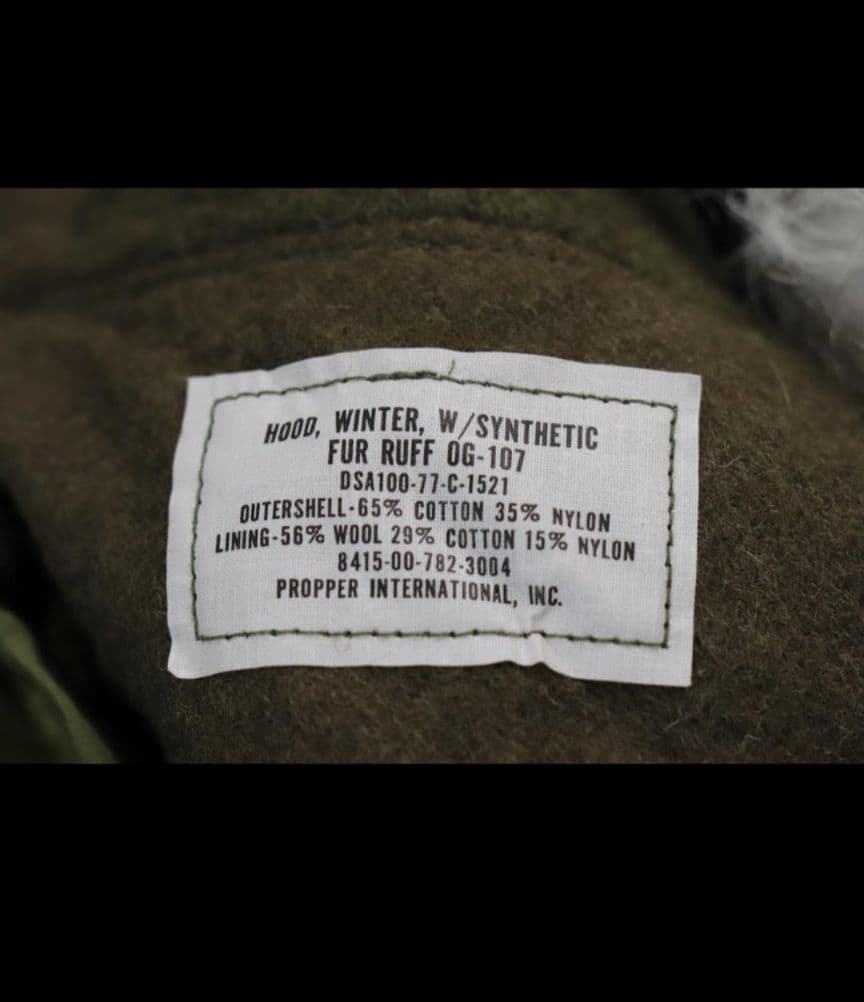 HOOD, WINTER, W/SYNTHETIC
FUR RUFF OG-107
DSA100-77-C-1521
OUTERSHELL-65% COTTON 35% NYLON
LINING-56% WOOL 29% COTTON 15% NYLON
8415-00-782-3004
PROPPER INTERNATIONAL, INC.